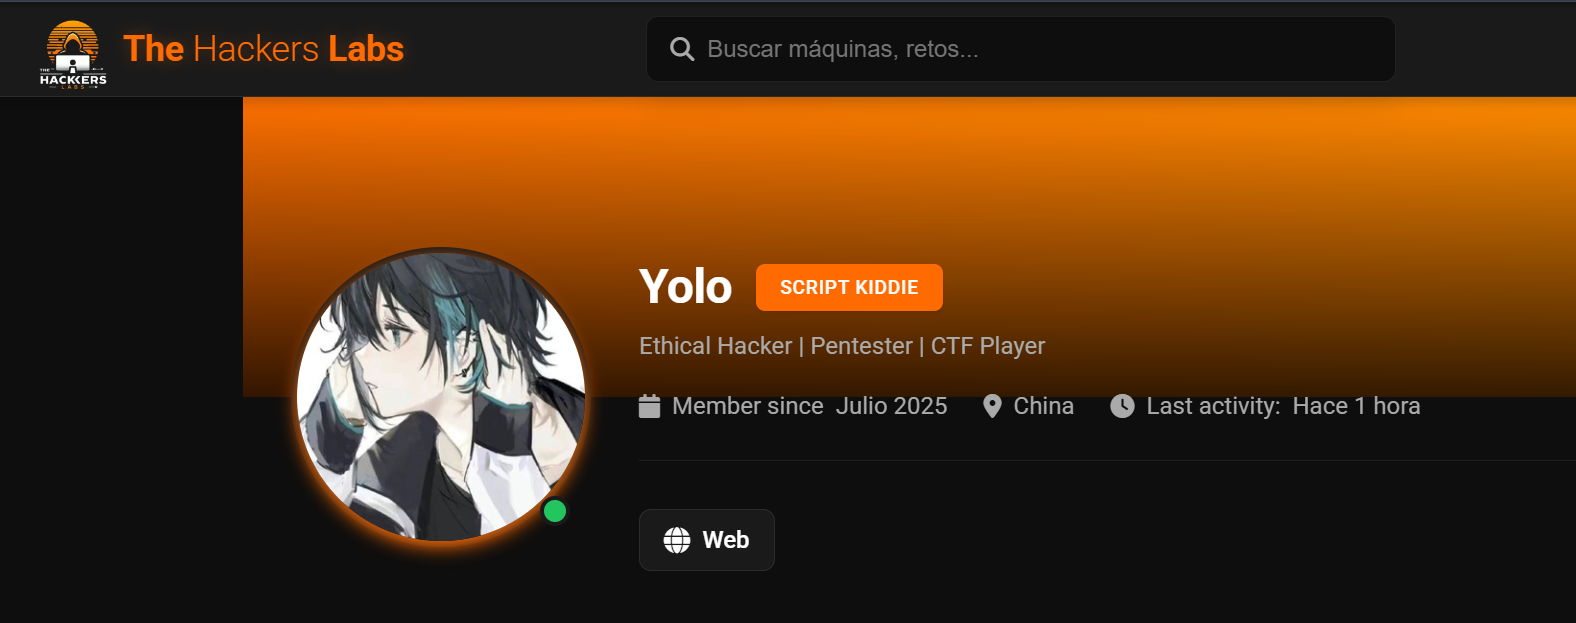 THE
HACKKERS
LABS
The Hackers Labs
Buscar máquinas, retos...
Yolo
SCRIPT KIDDIE
Ethical Hacker | Pentester | CTF Player
Member since Julio 2025 China Last activity: Hace 1 hora
Web